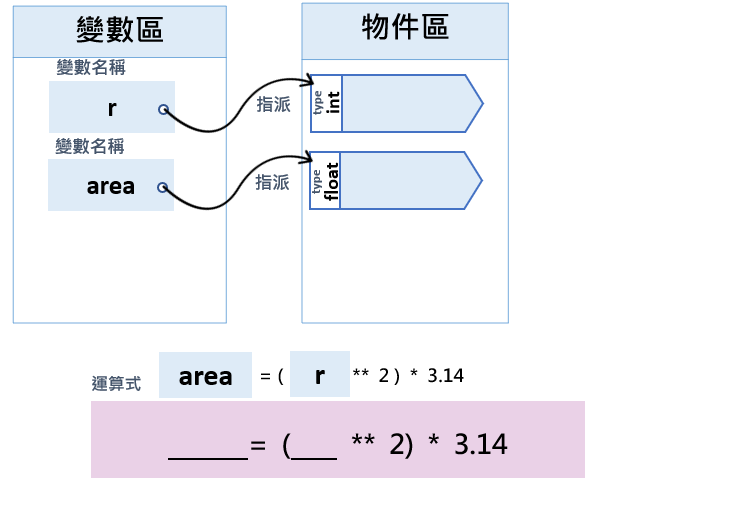 變數區
物件區
變數名稱
r
指派
type
int
變數名稱
area
指派
type
float
運算式 area = ( r ** 2 ) * 3.14
______= (___ ** 2) * 3.14